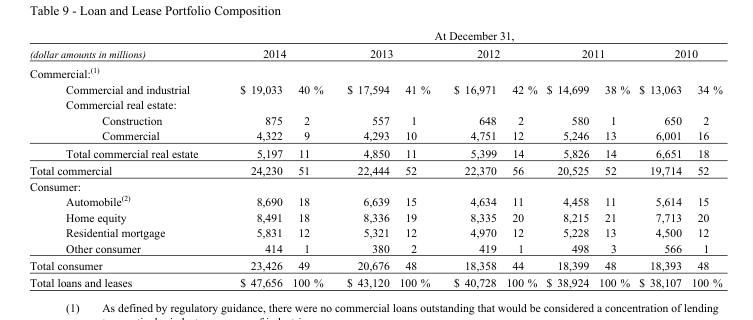 Table 9 - Loan and Lease Portfolio Composition
At December 31,
(dollar amounts in millions) 2014 2013 2012 2011 2010
Commercial:(1)
Commercial and industrial $ 19,033 40 % $ 17,594 41 % $ 16,971 42 % $ 14,699 38 % $ 13,063 34 %
Commercial real estate:
Construction 875 2 557 1 648 2 580 1 650 2
Commercial 4,322 9 4,293 10 4,751 12 5,246 13 6,001 16
Total commercial real estate 5,197 11 4,850 11 5,399 14 5,826 14 6,651 18
Total commercial 24,230 51 22,444 52 22,370 56 20,525 52 19,714 52
Consumer:
Automobile(2) 8,690 18 6,639 15 4,634 11 4,458 11 5,614 15
Home equity 8,491 18 8,336 19 8,335 20 8,215 21 7,713 20
Residential mortgage 5,831 12 5,321 12 4,970 12 5,228 13 4,500 12
Other consumer 414 1 380 2 419 1 498 3 566 1
Total consumer 23,426 49 20,676 48 18,358 44 18,399 48 18,393 48
Total loans and leases $ 47,656 100 % $ 43,120 100 % $ 40,728 100 % $ 38,924 100 % $ 38,107 100 %
(1) As defined by regulatory guidance, there were no commercial loans outstanding that would be considered a concentration of lending